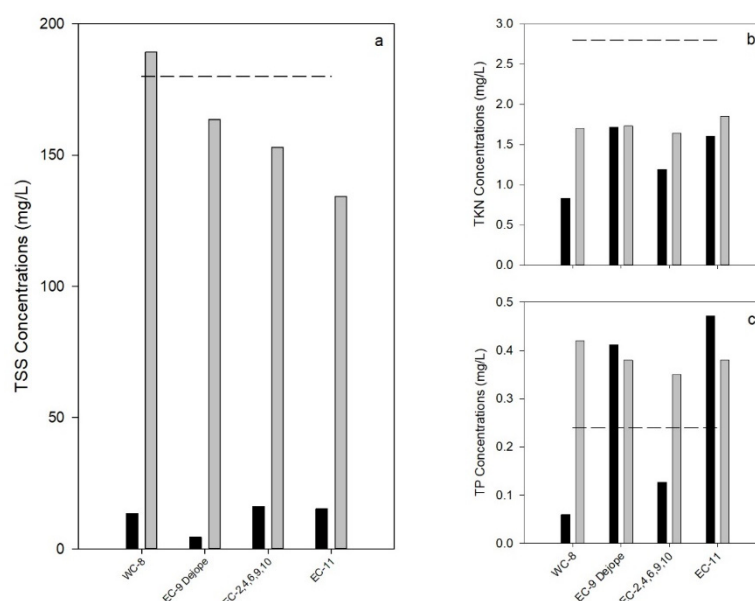 a
TSS Concentrations (mg/L)
200
150
100
50
0
WC-8
EC-9 Dejope
EC-2,4,6,9,10
EC-11
b
TKN Concentrations (mg/L)
3.0
2.5
2.0
1.5
1.0
0.5
0.0
c
TP Concentrations (mg/L)
0.5
0.4
0.3
0.2
0.1
0.0
WC-8
EC-9 Dejope
EC-2,4,6,9,10
EC-11